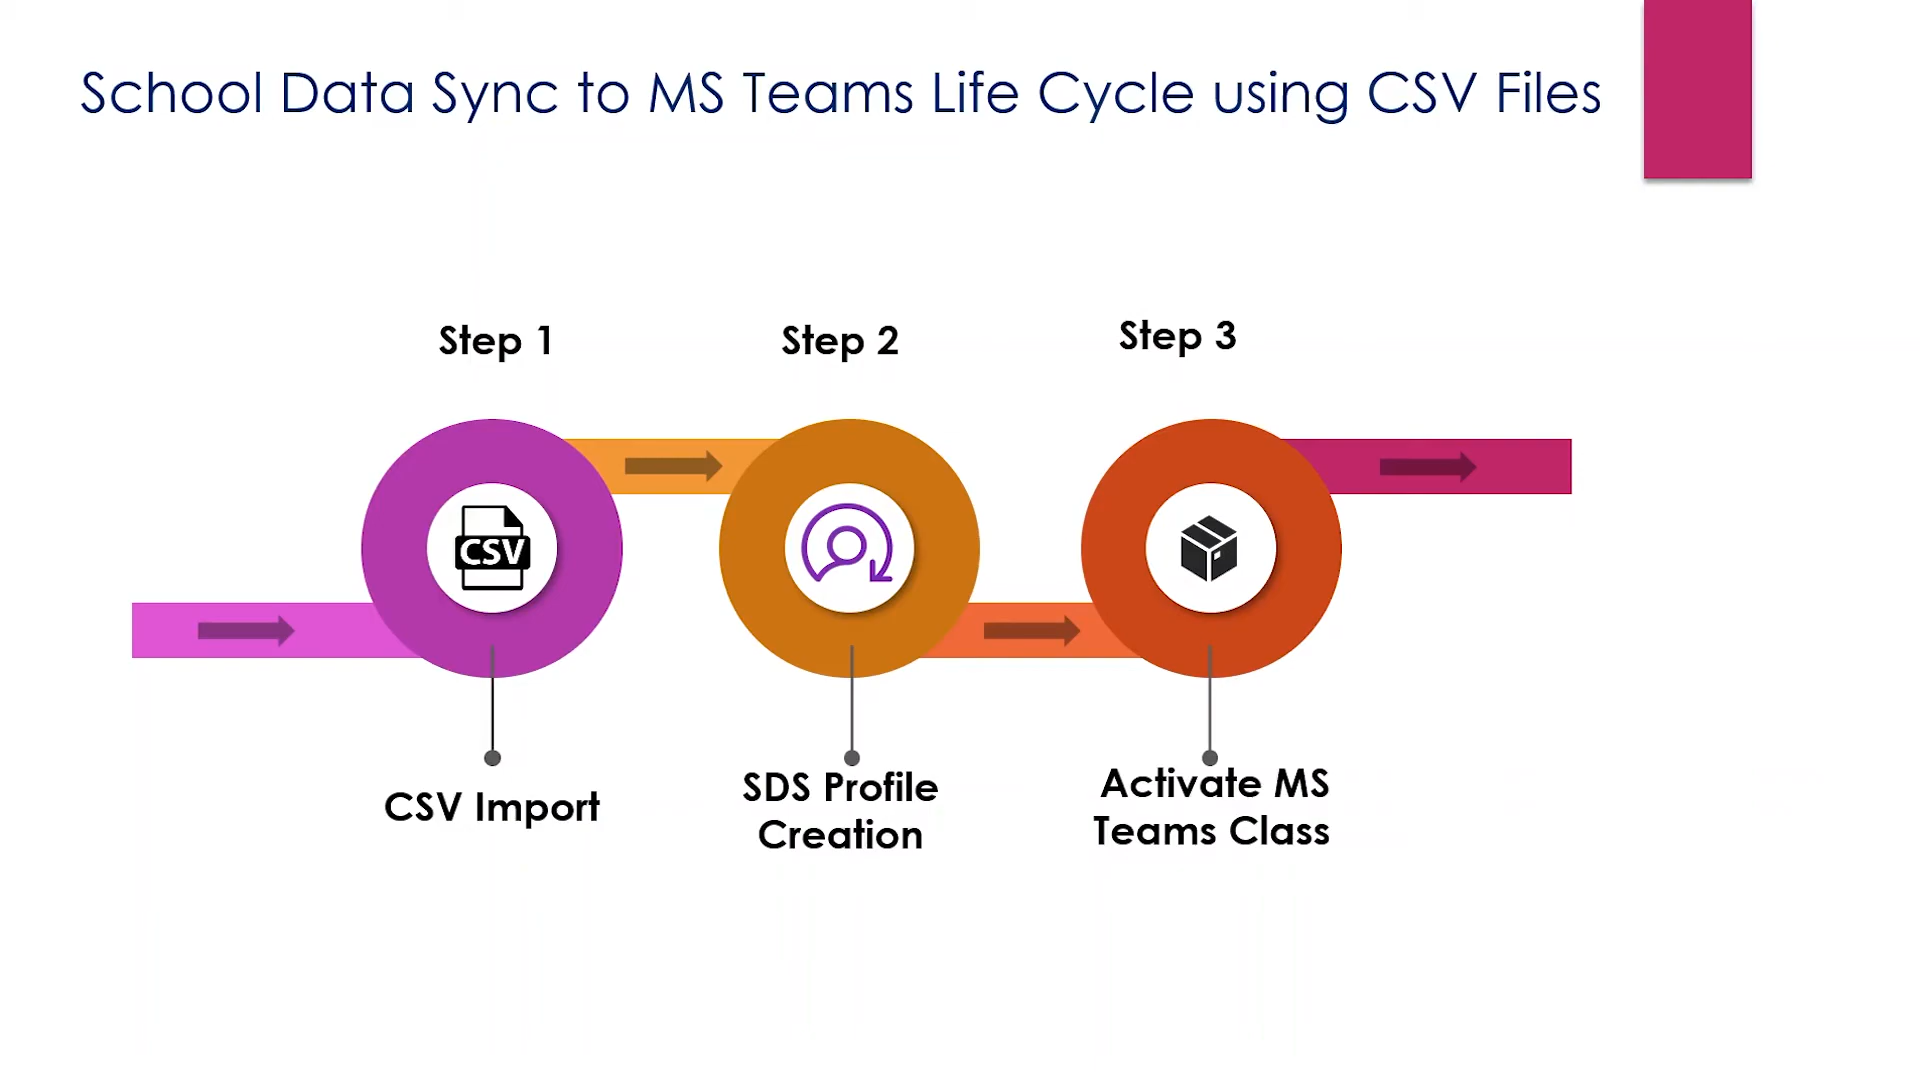 School Data Sync to MS Teams Life Cycle using CSV Files
Step 1
Step 2
Step 3
CSV
CSV Import
SDS Profile
Creation
Activate MS
Teams Class